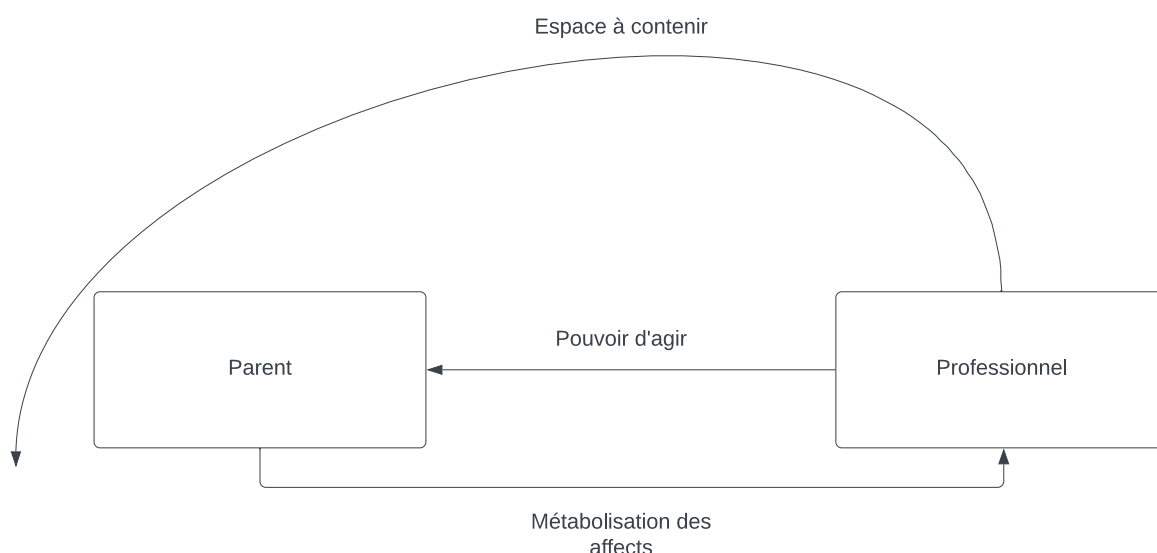 Espace à contenir
Pouvoir d'agir
Parent
Professionnel
Métabolisation des
affects